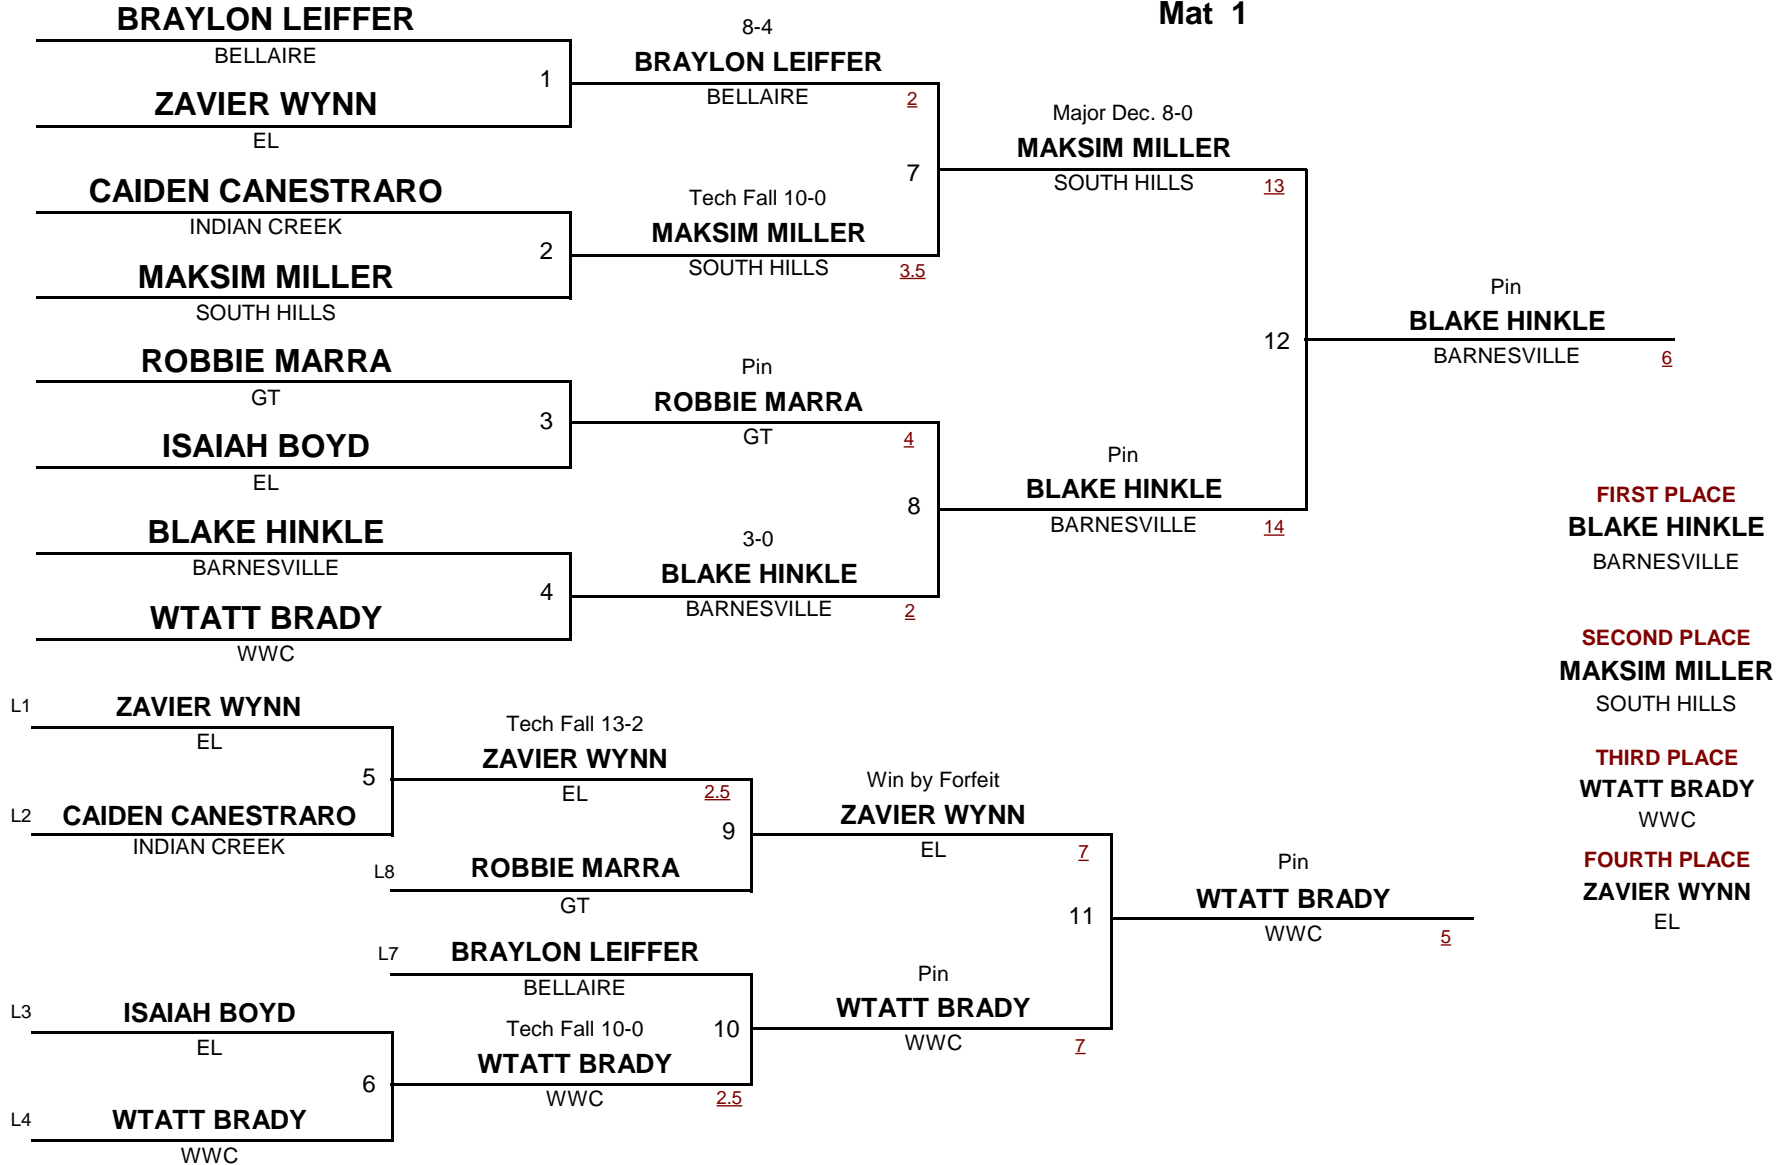 Mat 1
BRAYLON LEIFFER
BELLAIRE
1
ZAVIER WYNN
EL
8-4
BRAYLON LEIFFER
BELLAIRE
2
CAIDEN CANESTRARO
INDIAN CREEK
2
MAKSIM MILLER
SOUTH HILLS
Tech Fall 10-0
MAKSIM MILLER
SOUTH HILLS
3.5
7
Major Dec. 8-0
MAKSIM MILLER
SOUTH HILLS
13
ROBBIE MARRA
GT
3
ISAIAH BOYD
EL
Pin
ROBBIE MARRA
GT
4
BLAKE HINKLE
BARNESVILLE
4
WTATT BRADY
WWC
3-0
BLAKE HINKLE
BARNESVILLE
2
8
Pin
BLAKE HINKLE
BARNESVILLE
14
12
Pin
BLAKE HINKLE
BARNESVILLE
6
FIRST PLACE
BLAKE HINKLE
BARNESVILLE
SECOND PLACE
MAKSIM MILLER
SOUTH HILLS
THIRD PLACE
WTATT BRADY
WWC
FOURTH PLACE
ZAVIER WYNN
EL
L1
ZAVIER WYNN
EL
5
L2
CAIDEN CANESTRARO
INDIAN CREEK
Tech Fall 13-2
ZAVIER WYNN
EL
2.5
9
L8
ROBBIE MARRA
GT
Win by Forfeit
ZAVIER WYNN
EL
7
L7
BRAYLON LEIFFER
BELLAIRE
L3
ISAIAH BOYD
EL
6
L4
WTATT BRADY
WWC
Tech Fall 10-0
10
WTATT BRADY
WWC
2.5
Pin
WTATT BRADY
WWC
7
11
Pin
WTATT BRADY
WWC
5